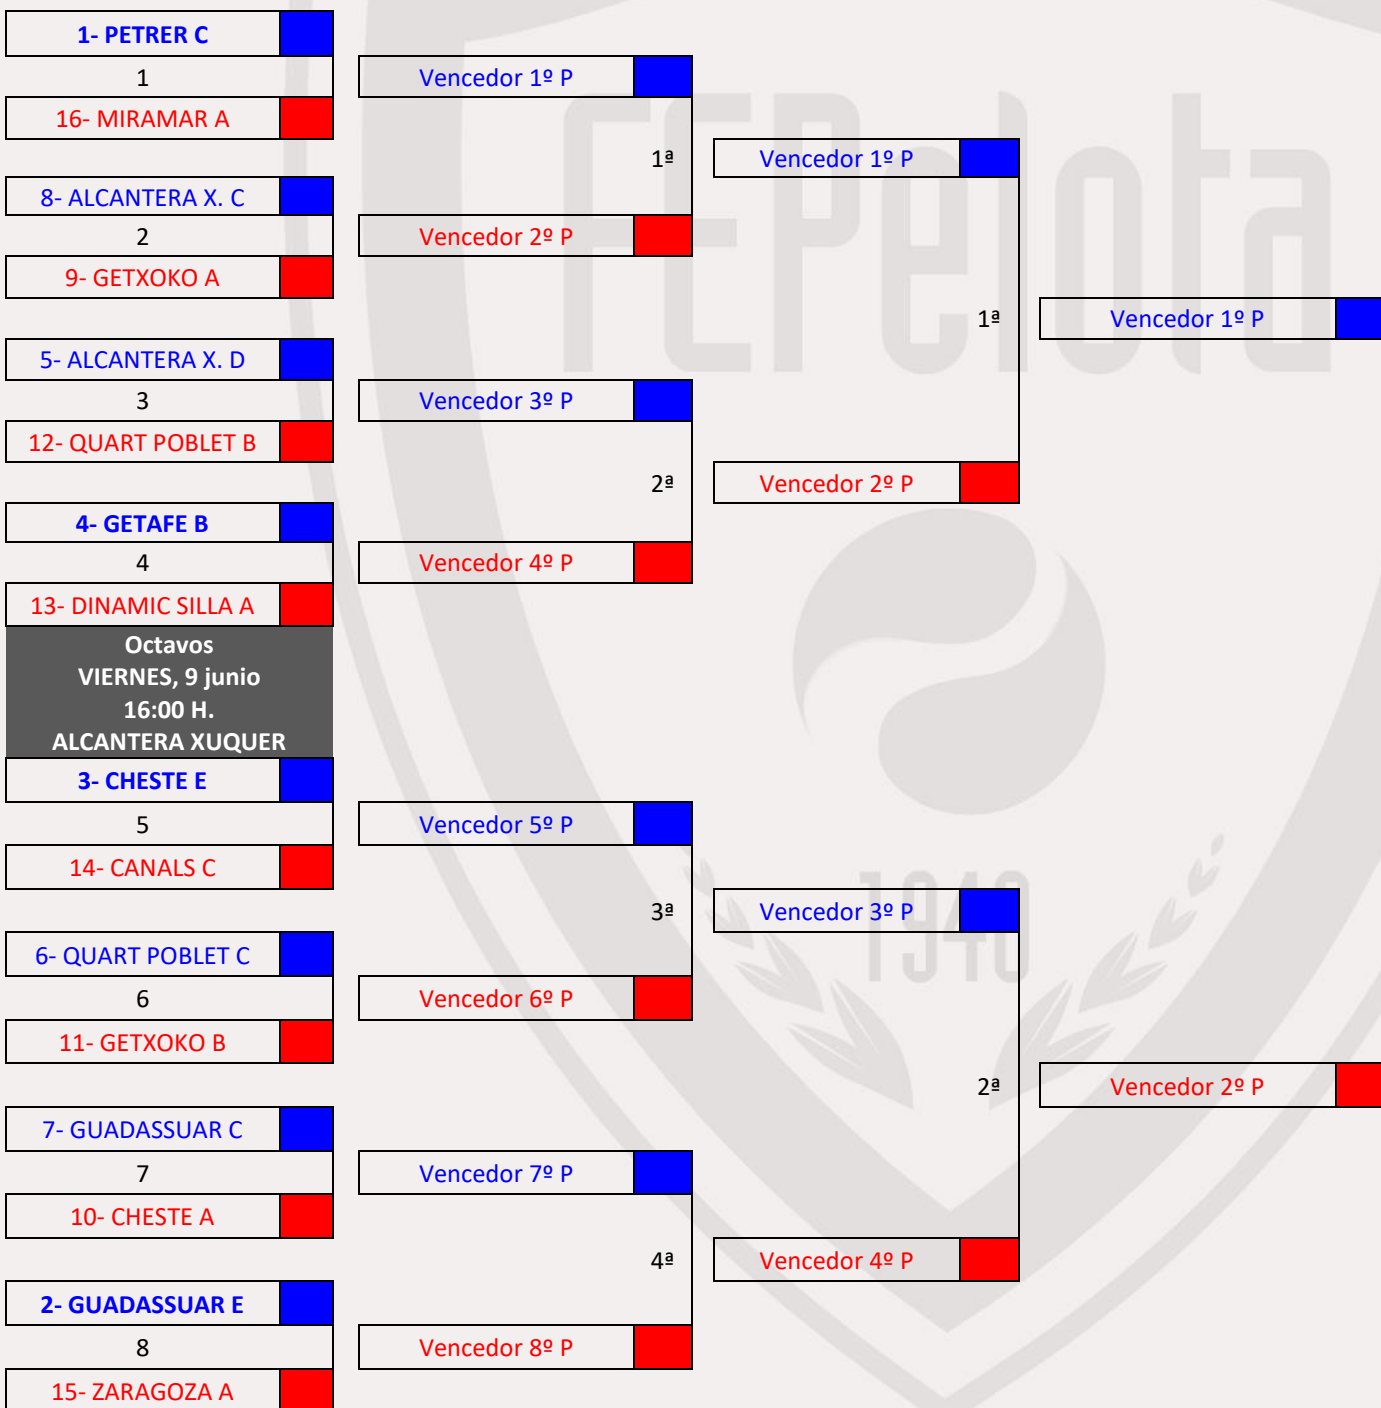 1- PETRER C
1
16- MIRAMAR A
8- ALCANTERA X. C
2
9- GETXOKO A
5- ALCANTERA X. D
3
12- QUART POBLET B
4- GETAFE B
4
13- DINAMIC SILLA A
Octavos
VIERNES, 9 junio
16:00 H.
ALCANTERA XUQUER
3- CHESTE E
5
14- CANALS C
6- QUART POBLET C
6
11- GETXOKO B
7- GUADASSUAR C
7
10- CHESTE A
2- GUADASSUAR E
8
15- ZARAGOZA A
Vencedor 1º P
1ª
Vencedor 2º P
Vencedor 3º P
2ª
Vencedor 4º P
Vencedor 5º P
3ª
Vencedor 6º P
Vencedor 7º P
4ª
Vencedor 8º P
Vencedor 1º P
1ª
Vencedor 2º P
Vencedor 3º P
2ª
Vencedor 4º P
Vencedor 1º P
Vencedor 2º P
FEPelota
1940